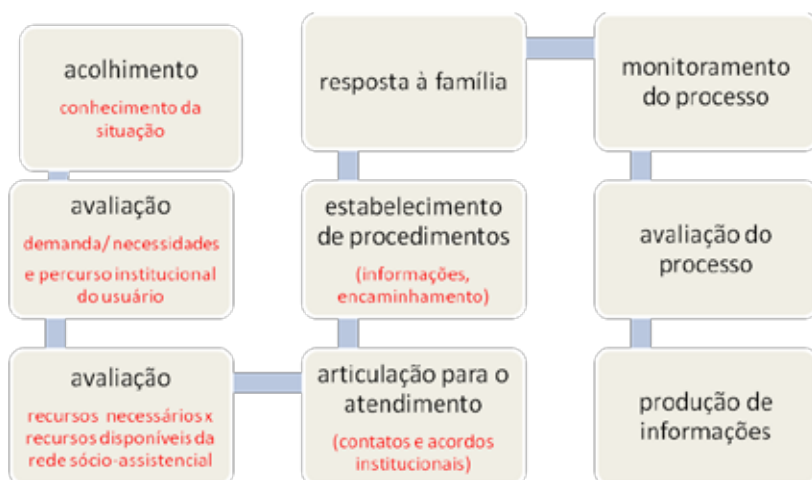 acolhimento
conhecimento da
situação
avaliação
demanda/ necessidades
e percurso institucional
do usuário
avaliação
recursos necessários x
recursos disponíveis da
rede sócio-assistencial
articulação para o
atendimento
(contatos e acordos
institucionais)
estabelecimento
de procedimentos
(informações,
encaminhamento)
resposta à família
monitoramento
do processo
avaliação do
processo
produção de
informações